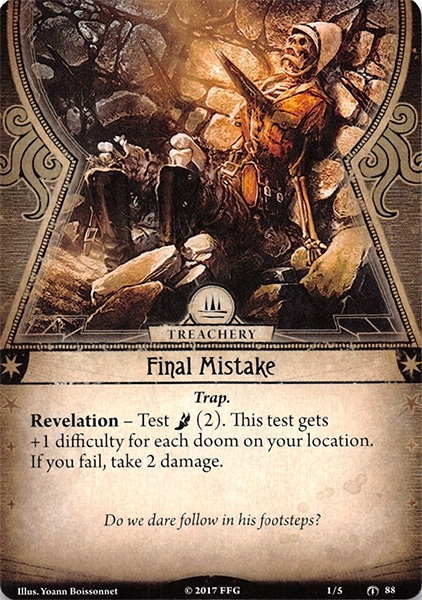 TREACHERY
Final Mistake
Trap.
Revelation – Test (2). This test gets
+1 difficulty for each doom on your location.
If you fail, take 2 damage.
Do we dare follow in his footsteps?
Illus. Yoann Boissonnet © 2017 FFG 1/5 88